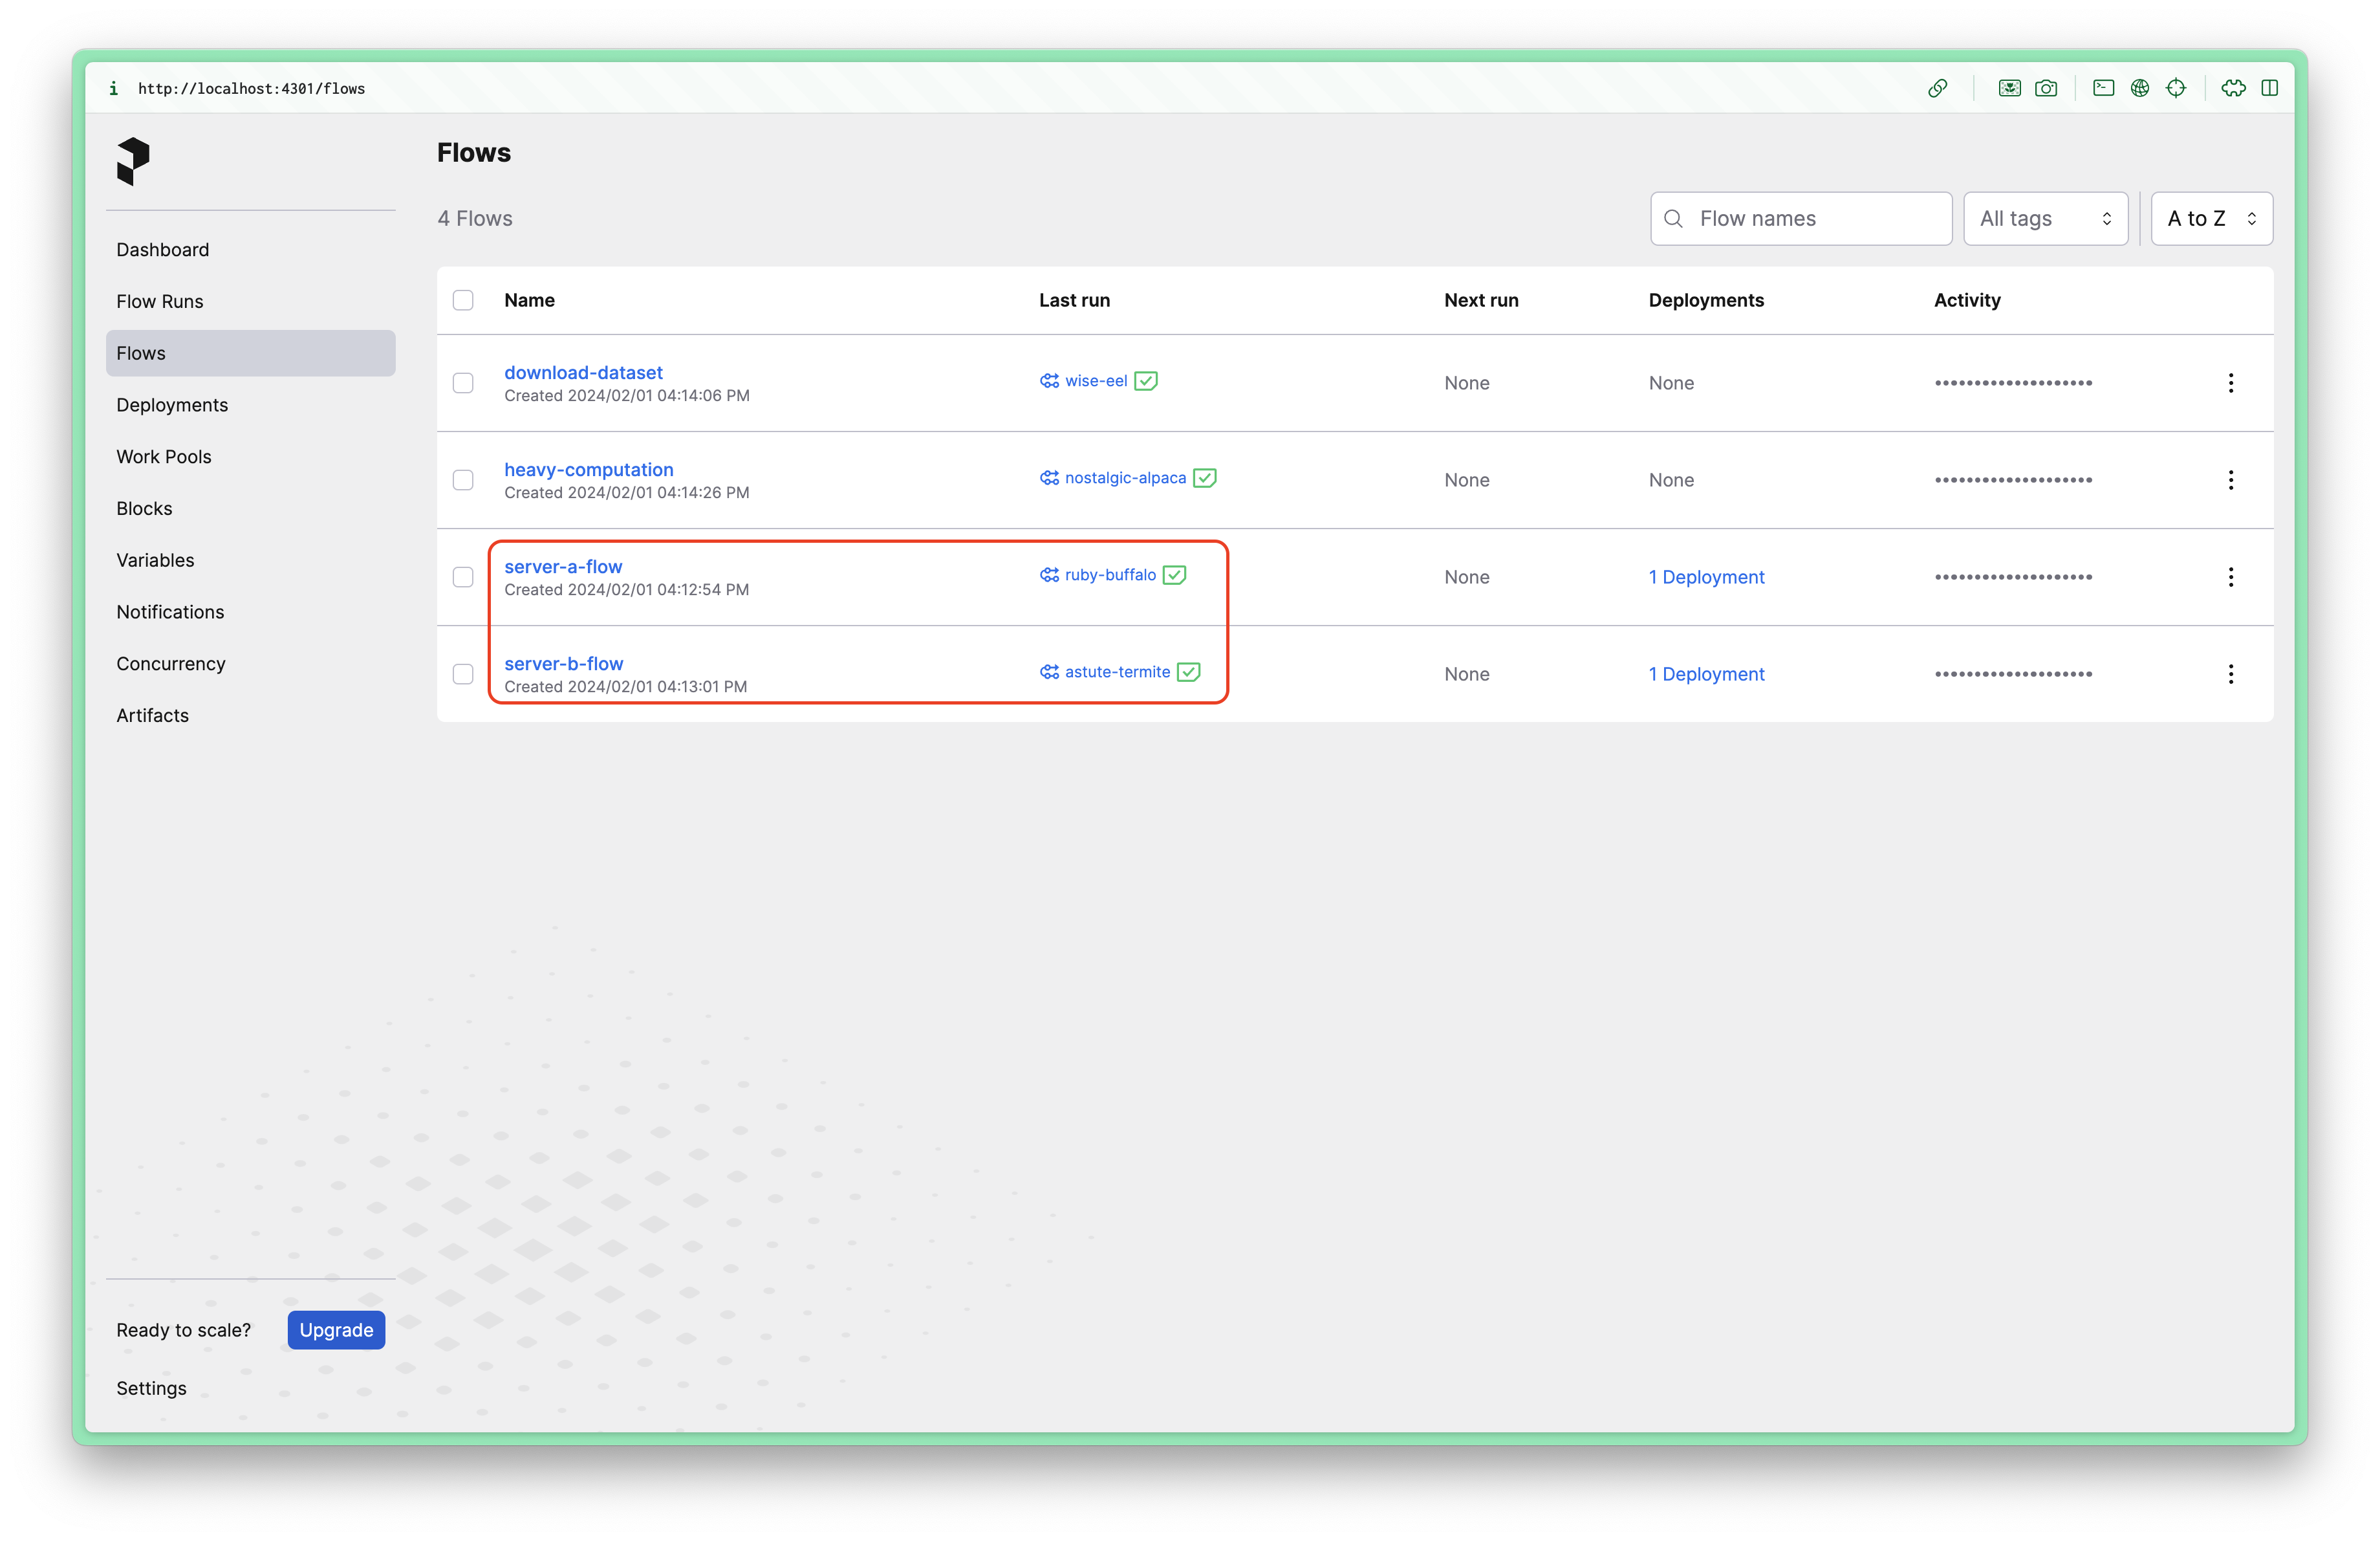 http://localhost:4301/flows
Flows
4 Flows
Flow names
All tags
A to Z
Dashboard
Flow Runs
Flows
Deployments
Work Pools
Blocks
Variables
Notifications
Concurrency
Artifacts
Name Last run Next run Deployments Activity
download-dataset
Created 2024/02/01 04:14:06 PM
wise-eel
None
None
heavy-computation
Created 2024/02/01 04:14:26 PM
nostalgic-alpaca
None
None
server-a-flow
Created 2024/02/01 04:12:54 PM
ruby-buffalo
None
1 Deployment
server-b-flow
Created 2024/02/01 04:13:01 PM
astute-termite
None
1 Deployment
Ready to scale?
Upgrade
Settings